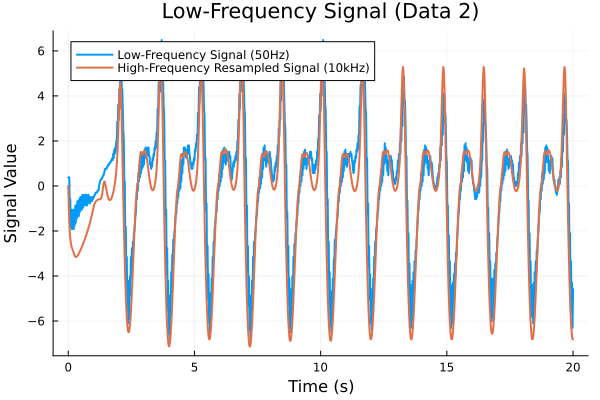 Low-Frequency Signal (Data 2)
Low-Frequency Signal (50Hz)
High-Frequency Resampled Signal (10kHz)
Signal Value
6
4
2
0
−2
−4
−6
0
5
10
15
20
Time (s)